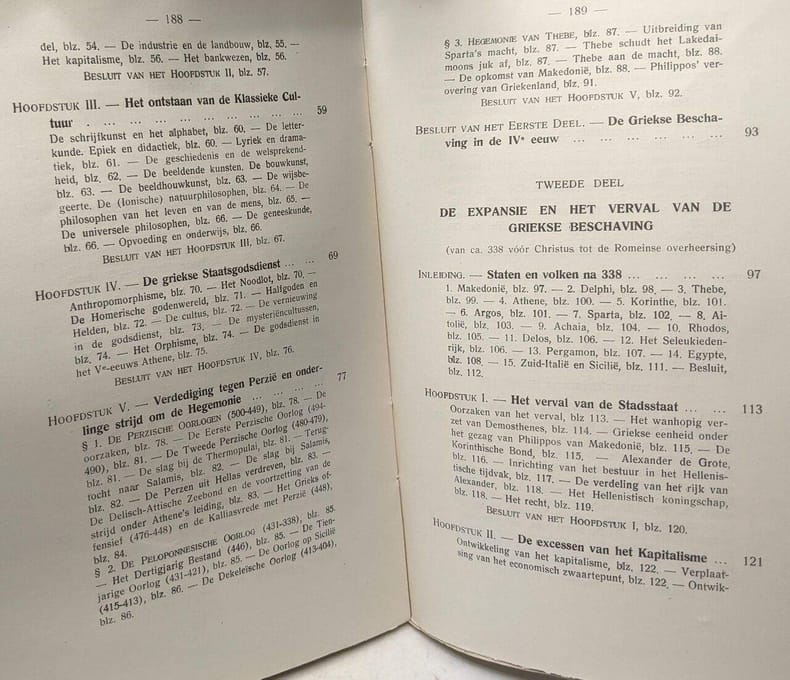 — 188 —
del, blz. 54. — De industrie en de landbouw, blz. 55. —
Het kapitalisme, blz. 56. — Het bankwezen, blz. 56.
BESLUIT VAN HET HOOFDSTUK II, blz. 57.
HOOFDSTUK III. — Het ontstaan van de Klassieke Cul-
tuur . . ... ... ... ... ... ... ... ... 59
De schrijfkunst en het alphabet, blz. 60. — De letter-
kunde. Epiek en didactiek, blz. 60. — Lyriek en drama-
tiek, blz. 61. — De geschiedenis en de welsprekend-
heid, blz. 62. — De beeldende kunsten. De bouwkunst,
blz. 63. — De beeldhouwkunst, blz. 63. — De wijsbe-
geerte. De (Ionische) natuurphilosophen, blz. 64. — De
philosophen van het leven en van de mens, blz. 65. —
De universele philosophen, blz. 66. — De geneeskunde,
blz. 66. — Opvoeding en onderwijs, blz. 66.
BESLUIT VAN HET HOOFDSTUK III, blz. 67.
HOOFDSTUK IV. — De griekse Staatsgodsdienst ... ... 69
Anthropomorphisme, blz. 70. — Het Noodlot, blz. 70. —
De Homerische godenwereld, blz. 71. — Halfgoden en
Helden, blz. 72. — De cultus, blz. 72. — De vernieuwing
in de godsdienst, blz. 73. — De mysteriëncultussen,
blz. 74. — Het Orphisme, blz. 74. — De godsdienst in
het Ve-eeuws Athene, blz. 75.
BESLUIT VAN HET HOOFDSTUK IV, blz. 76.
HOOFDSTUK V. — Verdediging tegen Perzië en onder-
linge strijd om de Hegemonie ... ... ... ... 77
§ 1. DE PERZISCHE OORLOGEN (500-449), blz. 78. — De
oorzaken, blz. 78. — De Eerste Perzische Oorlog (494-
490), blz. 81. — De Tweede Perzische Oorlog (480-479),
blz. 81. — De slag bij de Thermopulai, blz. 81. — Terug-
tocht naar Salamis, blz. 82. — De slag bij Salamis,
blz. 82. — De Perzen uit Hellas verdreven, blz. 83. —
De Delisch-Attische Zeebond en de voortzetting van de
strijd onder Athene's leiding, blz. 83. — Het Grieks of-
fensief (476-448) en de Kalliasvrede met Perzië (448),
blz. 84.
§ 2. DE PELOPONNESISCHE OORLOG (431-338), blz. 85.
— Het Dertigjarig Bestand (446), blz. 85. — De Tien-
jarige Oorlog (431-421), blz. 85. — De Oorlog op Sicilië
(415-413), blz. 86. — De Dekeleische Oorlog (413-404),
blz. 86.
— 189 —
§ 3. HEGEMONIE VAN THEBE, blz. 87. — Uitbreiding van
Sparta's macht, blz. 87. — Thebe schudt het Lakedai-
moons juk af, blz. 87. — Thebe aan de macht, blz. 88.
— De opkomst van Makedonië, blz. 88. — Philippos' ver-
overing van Griekenland, blz. 91.
BESLUIT VAN HET HOOFDSTUK V, blz. 92.
BESLUIT VAN HET EERSTE DEEL. — De Griekse Bescha-
ving in de IVe eeuw ... ... ... ... ... ... 93
TWEEDE DEEL
DE EXPANSIE EN HET VERVAL VAN DE
GRIEKSE BESCHAVING
(van ca. 338 vóór Christus tot de Romeinse overheersing)
INLEIDING. — Staten en volken na 338 ... ... ... ... 97
1. Makedonië, blz. 97. — 2. Delphi, blz. 98, — 3. Thebe,
blz. 99. — 4. Athene, blz. 100. — 5. Korinthe, blz. 101.
— 6. Argos, blz. 101. — 7. Sparta, blz. 102. — 8. Ai-
tolië, blz. 103. — 9. Achaia, blz. 104. — 10. Rhodos,
blz. 105. — 11. Delos, blz. 106. — 12. Het Seleukieden-
rijk, blz. 106. — 13. Pergamon, blz. 107. — 14. Egypte,
blz. 108. — 15. Zuid-Italië en Sicilië, blz. 111. — Besluit,
blz. 112.
HOOFDSTUK I. — Het verval van de Stadsstaat ... ... 113
Oorzaken van het verval, blz 113. — Het wanhopig ver-
zet van Demosthenes, blz. 114. — Griekse eenheid onder
het gezag van Philippos van Makedonië, blz. 115. — De
Korinthische Bond, blz. 115, — Alexander de Grote,
blz. 116. — Inrichting van het bestuur in het Hellenis-
tische tijdvak, blz. 117. — De verdeling van het rijk van
Alexander, blz. 118. — Het Hellenistisch koningschap,
blz. 118. — Het recht, blz. 119.
BESLUIT VAN HET HOOFDSTUK I, blz. 120.
HOOFDSTUK II. — De excessen van het Kapitalisme ... 121
Ontwikkeling van het kapitalisme, blz. 122. — Verplaat-
sing van het economisch zwaartepunt, blz. 122. — Ontwik-